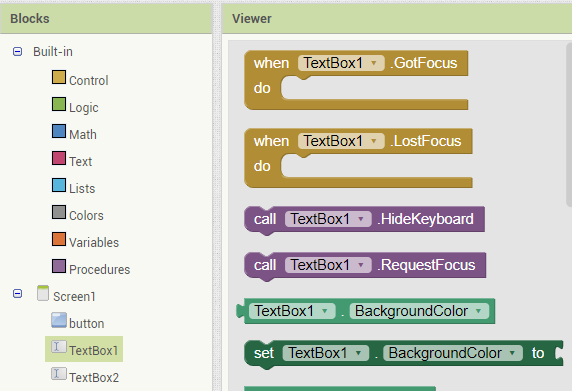 Blocks
Built-in
Control
Logic
Math
Text
Lists
Colors
Variables
Procedures
Screen1
button
TextBox1
TextBox2
Viewer
when TextBox1 .GotFocus
do
when TextBox1 .LostFocus
do
call TextBox1 .HideKeyboard
call TextBox1 .RequestFocus
TextBox1 . BackgroundColor
set TextBox1 . BackgroundColor to